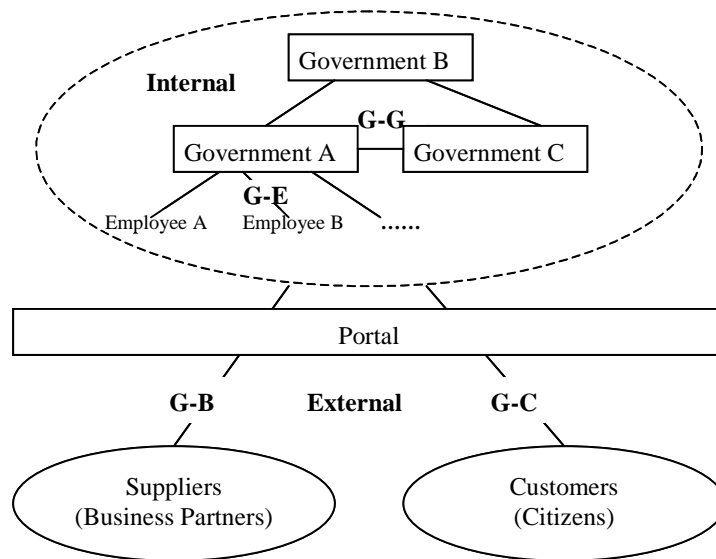 Government B
Internal
G-G
Government A
Government C
G-E
Employee A
Employee B
......
Portal
G-B
External
G-C
Suppliers
(Business Partners)
Customers
(Citizens)